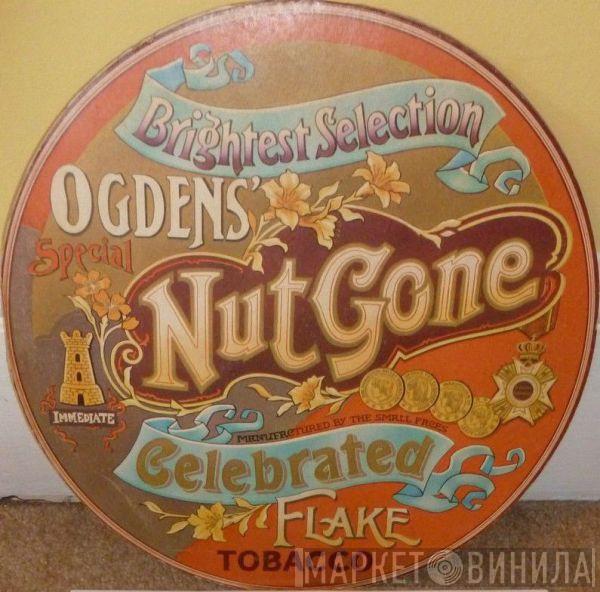 Brightest Selection
OGDENS'
Special
Nut Gone
IMMEDIATE
MANUFACTURED BY THE SMALL FACES
Celebrated
FLAKE
TOBACCO
МАРКЕТ ВИНИЛА